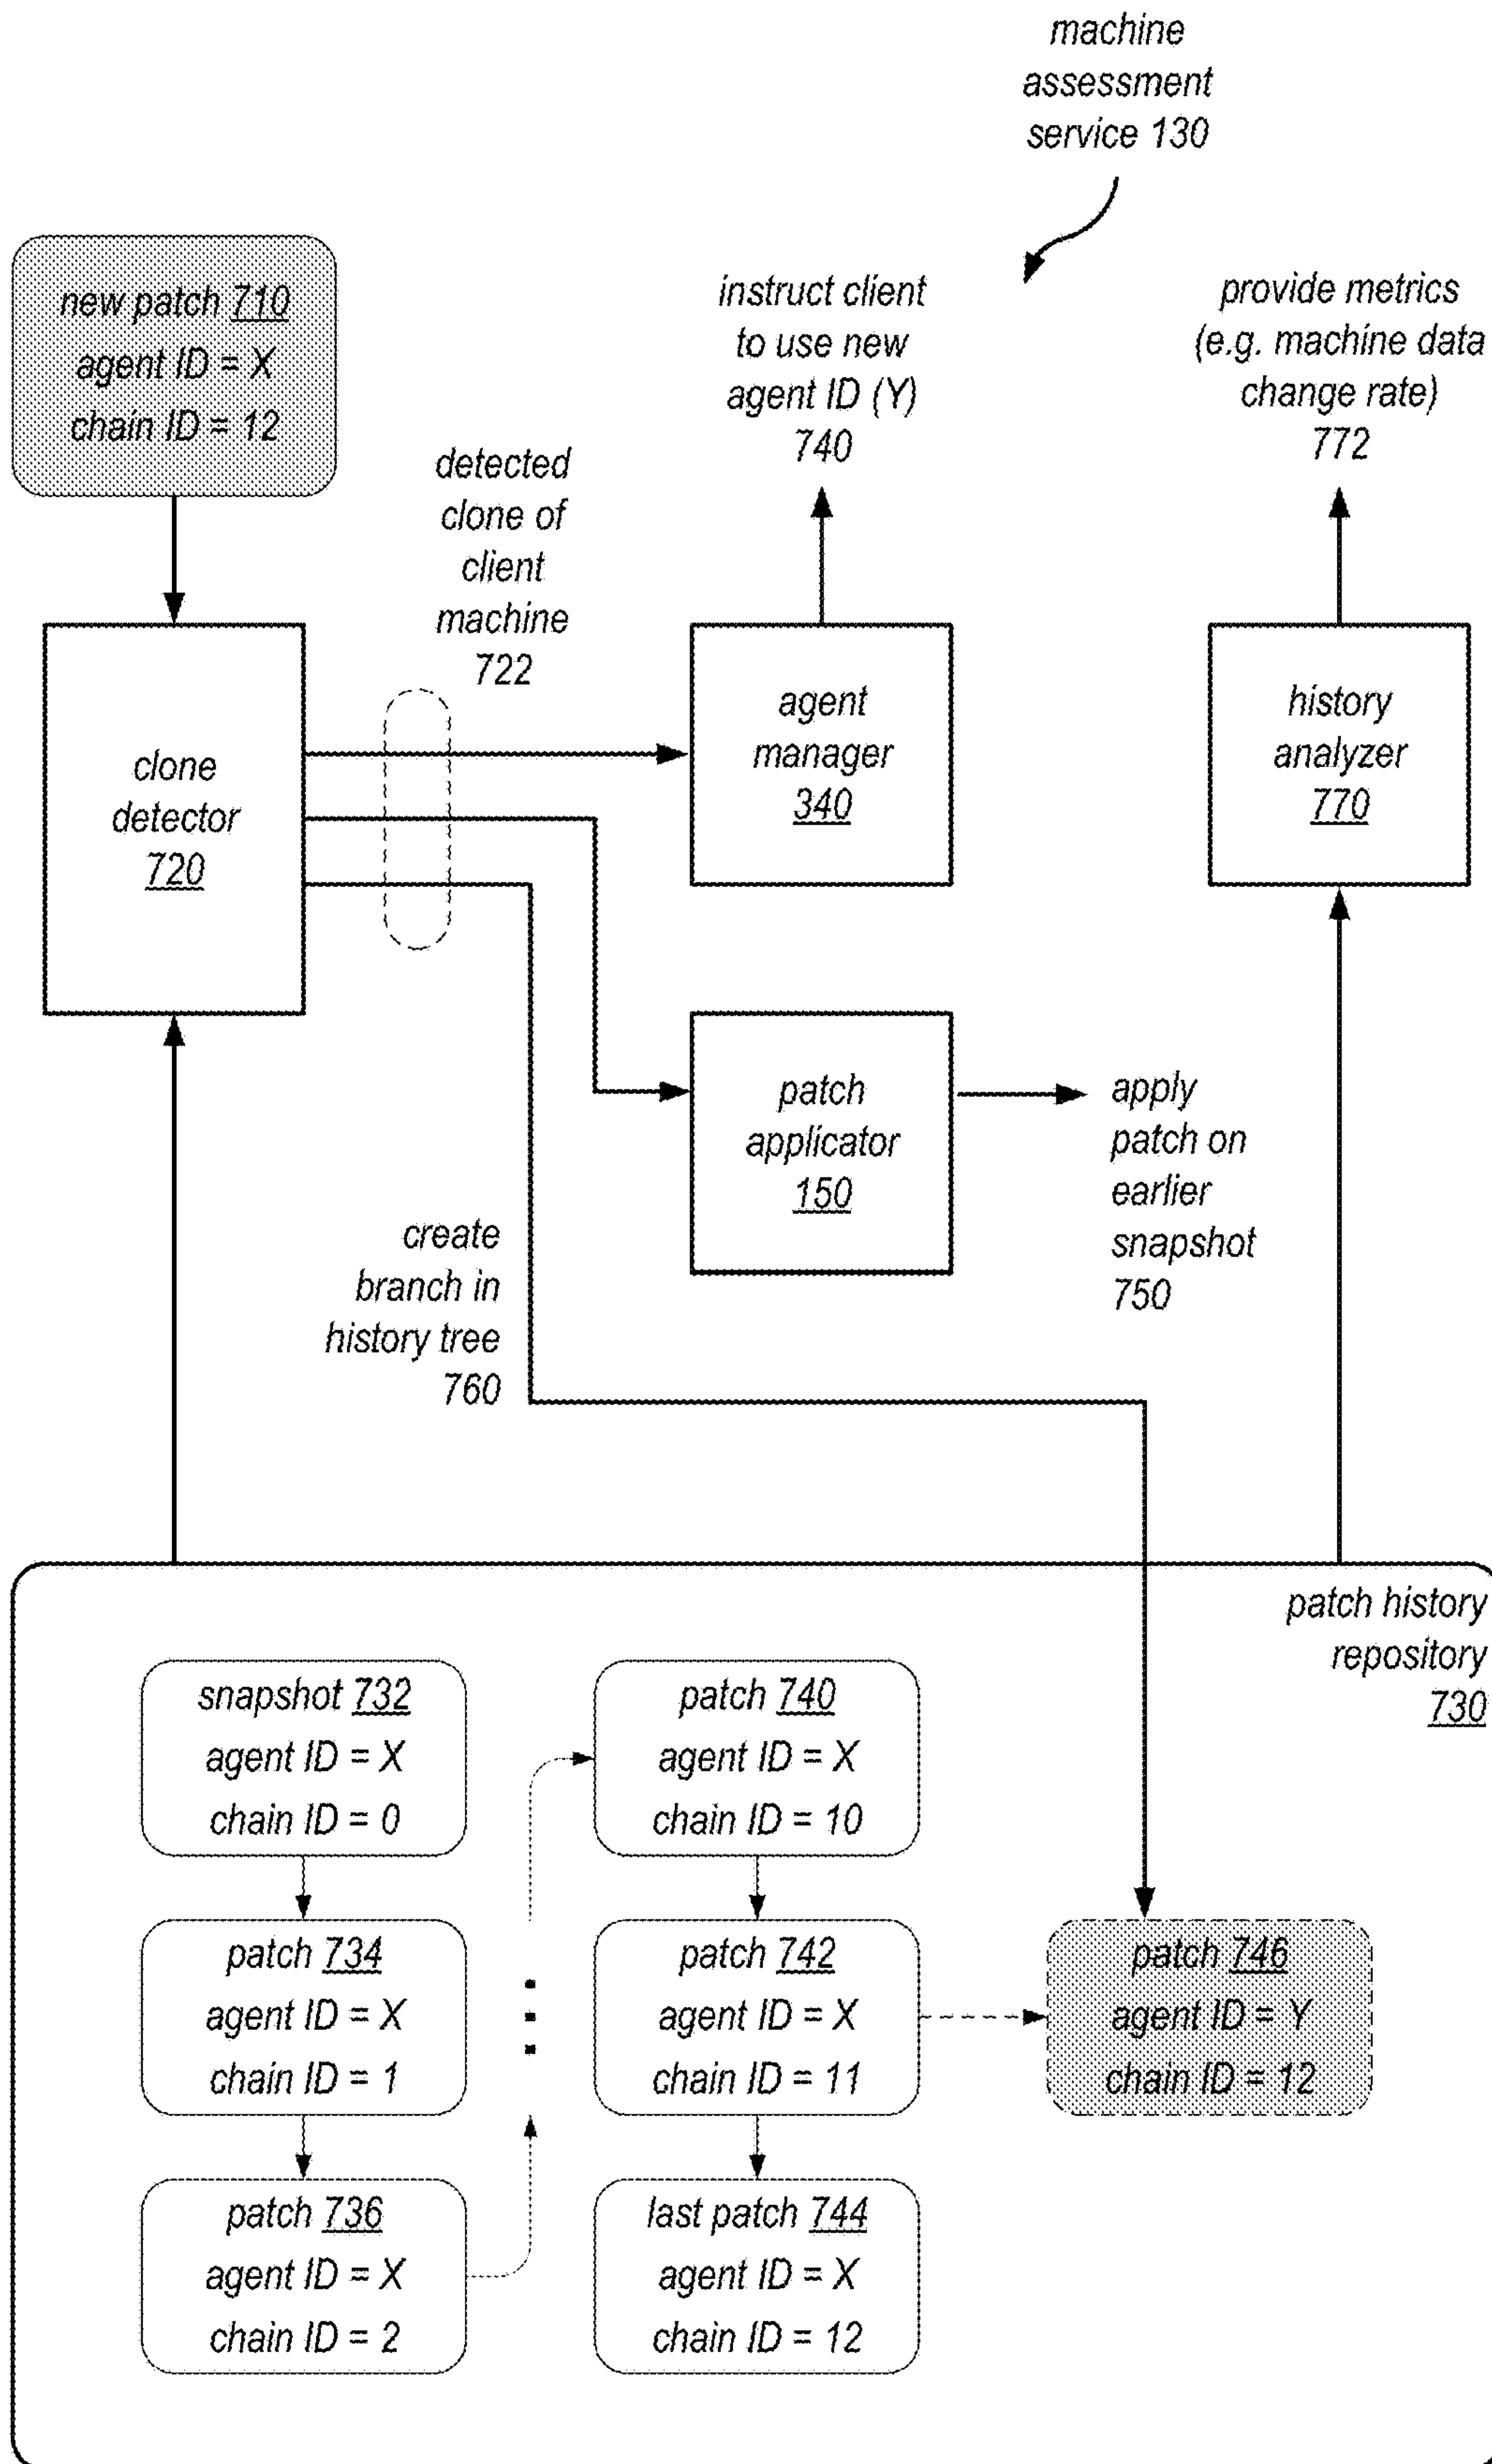 machine
assessment
service 130
new patch 710
agent ID = X
chain ID = 12
instruct client
to use new
agent ID (Y)
740
provide metrics
(e.g. machine data
change rate)
772
detected
clone of
client
machine
722
clone
detector
720
agent
manager
340
history
analyzer
770
patch
applicator
150
apply
patch on
earlier
snapshot
750
create
branch in
history tree
760
patch history
repository
730
snapshot 732
agent ID = X
chain ID = 0
patch 734
agent ID = X
chain ID = 1
patch 736
agent ID = X
chain ID = 2
patch 740
agent ID = X
chain ID = 10
patch 742
agent ID = X
chain ID = 11
last patch 744
agent ID = X
chain ID = 12
patch 746
agent ID = Y
chain ID = 12